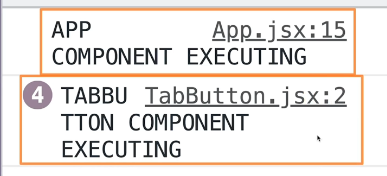 APP App.jsx:15
COMPONENT EXECUTING
4 TABBU TabButton.jsx:2
TTON COMPONENT
EXECUTING